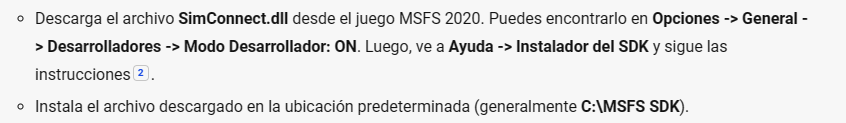 Descarga el archivo SimConnect.dll desde el juego MSFS 2020. Puedes encontrarlo en Opciones -> General -
> Desarrolladores -> Modo Desarrollador: ON. Luego, ve a Ayuda -> Instalador del SDK y sigue las
instrucciones 2 .
Instala el archivo descargado en la ubicación predeterminada (generalmente C:\MSFS SDK).